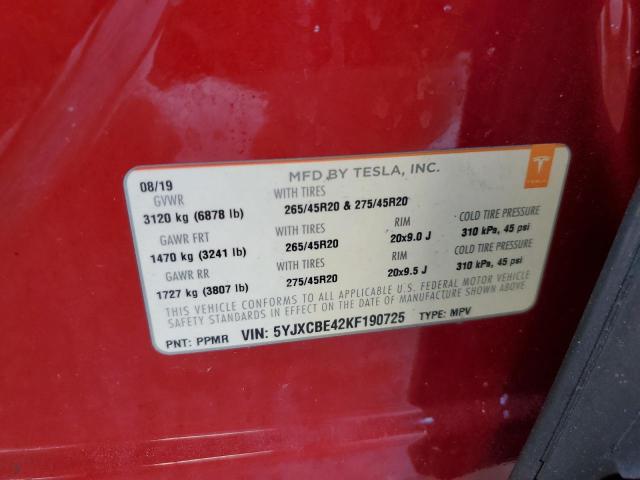 08/19 MFD BY TESLA, INC.
TESLA
GVWR WITH TIRES
3120 kg (6878 lb) 265/45R20 & 275/45R20
GAWR FRT WITH TIRES RIM COLD TIRE PRESSURE
1470 kg (3241 lb) 265/45R20 20x9.0 J 310 kPa, 45 psi
GAWR RR WITH TIRES RIM COLD TIRE PRESSURE
1727 kg (3807 lb) 275/45R20 20x9.5 J 310 kPa, 45 psi
THIS VEHICLE CONFORMS TO ALL APPLICABLE U.S. FEDERAL MOTOR VEHICLE
SAFETY STANDARDS IN EFFECT ON THE DATE OF MANUFACTURE SHOWN ABOVE.
PNT: PPMR VIN: 5YJXCBE42KF190725 TYPE: MPV